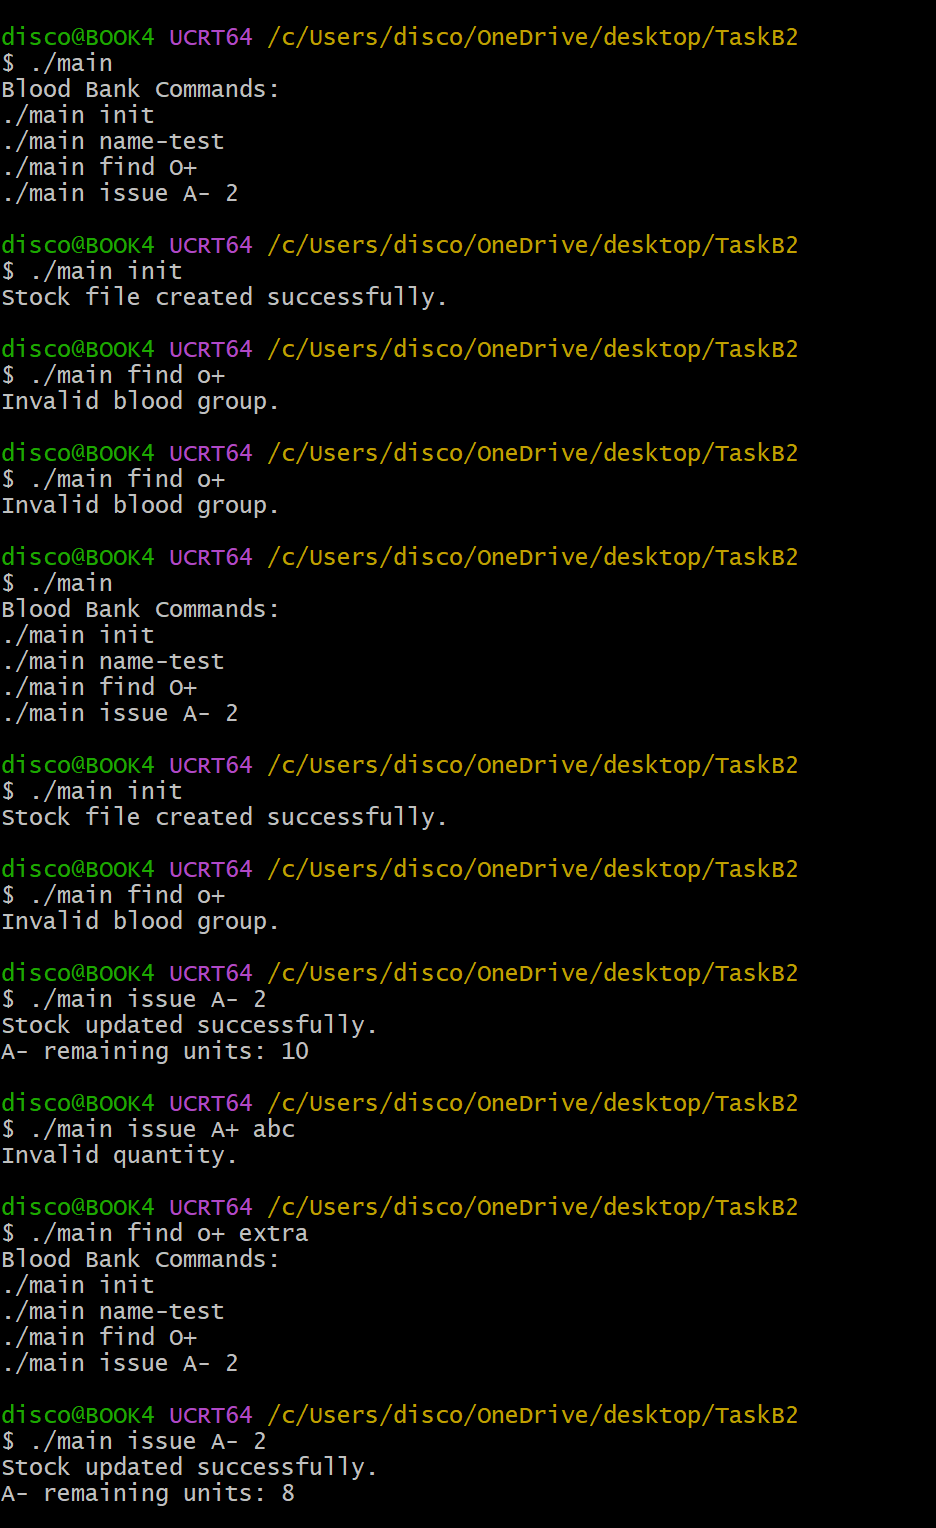 disco@BOOK4 UCRT64 /c/Users/disco/OneDrive/desktop/TaskB2
$ ./main
Blood Bank Commands:
./main init
./main name-test
./main find O+
./main issue A- 2
disco@BOOK4 UCRT64 /c/Users/disco/OneDrive/desktop/TaskB2
$ ./main init
Stock file created successfully.
disco@BOOK4 UCRT64 /c/Users/disco/OneDrive/desktop/TaskB2
$ ./main find o+
Invalid blood group.
disco@BOOK4 UCRT64 /c/Users/disco/OneDrive/desktop/TaskB2
$ ./main find o+
Invalid blood group.
disco@BOOK4 UCRT64 /c/Users/disco/OneDrive/desktop/TaskB2
$ ./main
Blood Bank Commands:
./main init
./main name-test
./main find O+
./main issue A- 2
disco@BOOK4 UCRT64 /c/Users/disco/OneDrive/desktop/TaskB2
$ ./main init
Stock file created successfully.
disco@BOOK4 UCRT64 /c/Users/disco/OneDrive/desktop/TaskB2
$ ./main find o+
Invalid blood group.
disco@BOOK4 UCRT64 /c/Users/disco/OneDrive/desktop/TaskB2
$ ./main issue A- 2
Stock updated successfully.
A- remaining units: 10
disco@BOOK4 UCRT64 /c/Users/disco/OneDrive/desktop/TaskB2
$ ./main issue A+ abc
Invalid quantity.
disco@BOOK4 UCRT64 /c/Users/disco/OneDrive/desktop/TaskB2
$ ./main find o+ extra
Blood Bank Commands:
./main init
./main name-test
./main find O+
./main issue A- 2
disco@BOOK4 UCRT64 /c/Users/disco/OneDrive/desktop/TaskB2
$ ./main issue A- 2
Stock updated successfully.
A- remaining units: 8